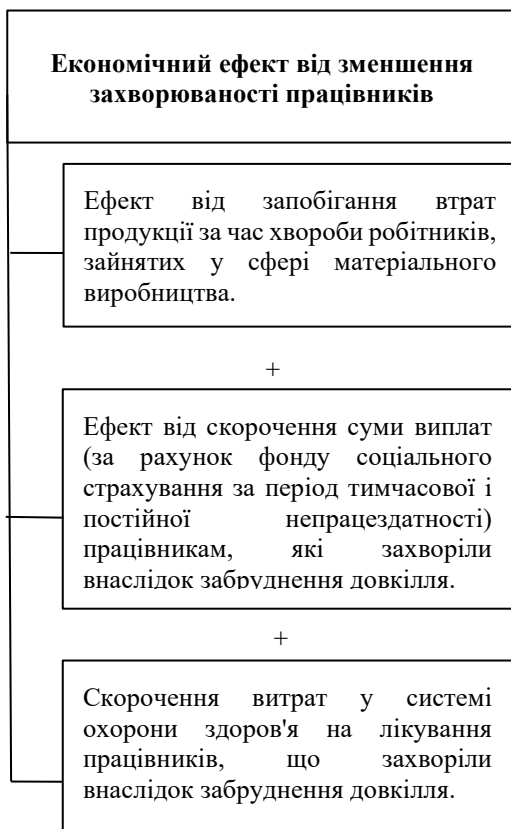 Економічний ефект від зменшення
захворюваності працівників
Ефект від запобігання втрат
продукції за час хвороби робітників,
зайнятих у сфері матеріального
виробництва.
+
Ефект від скорочення суми виплат
(за рахунок фонду соціального
страхування за період тимчасової і
постійної непрацездатності)
працівникам, які захворіли
внаслідок забруднення довкілля.
+
Скорочення витрат у системі
охорони здоров'я на лікування
працівників, що захворіли
внаслідок забруднення довкілля.